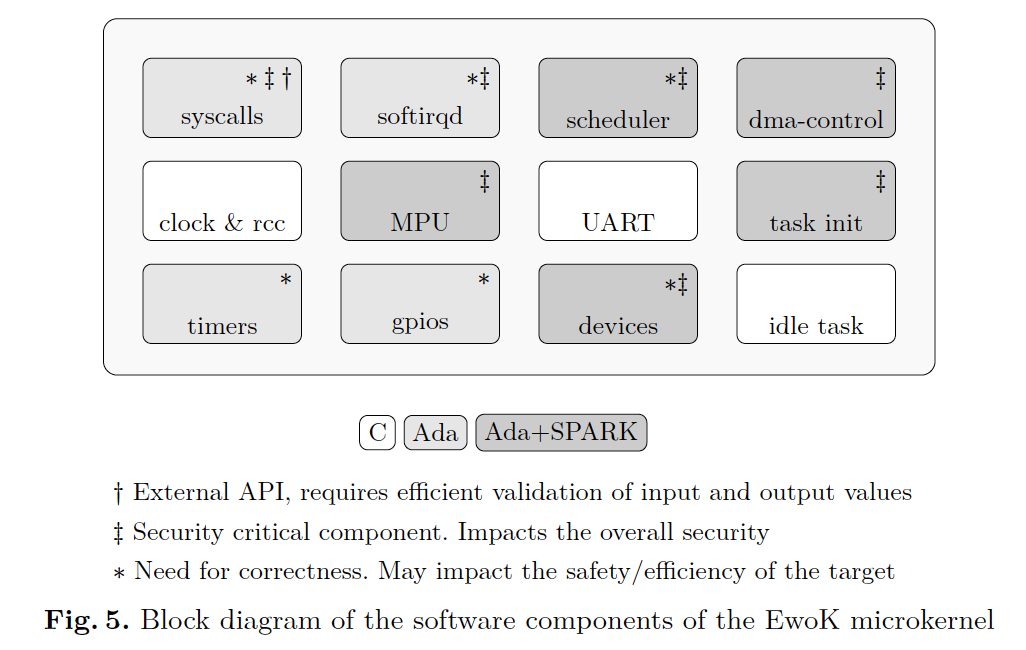 * ‡ †
syscalls
*‡
softirqd
*‡
scheduler
‡
dma-control
clock & rcc
‡
MPU
UART
‡
task init
*
timers
*
gpios
*‡
devices
idle task
C Ada Ada+SPARK
† External API, requires efficient validation of input and output values
‡ Security critical component. Impacts the overall security
* Need for correctness. May impact the safety/efficiency of the target
Fig. 5. Block diagram of the software components of the EwoK microkernel